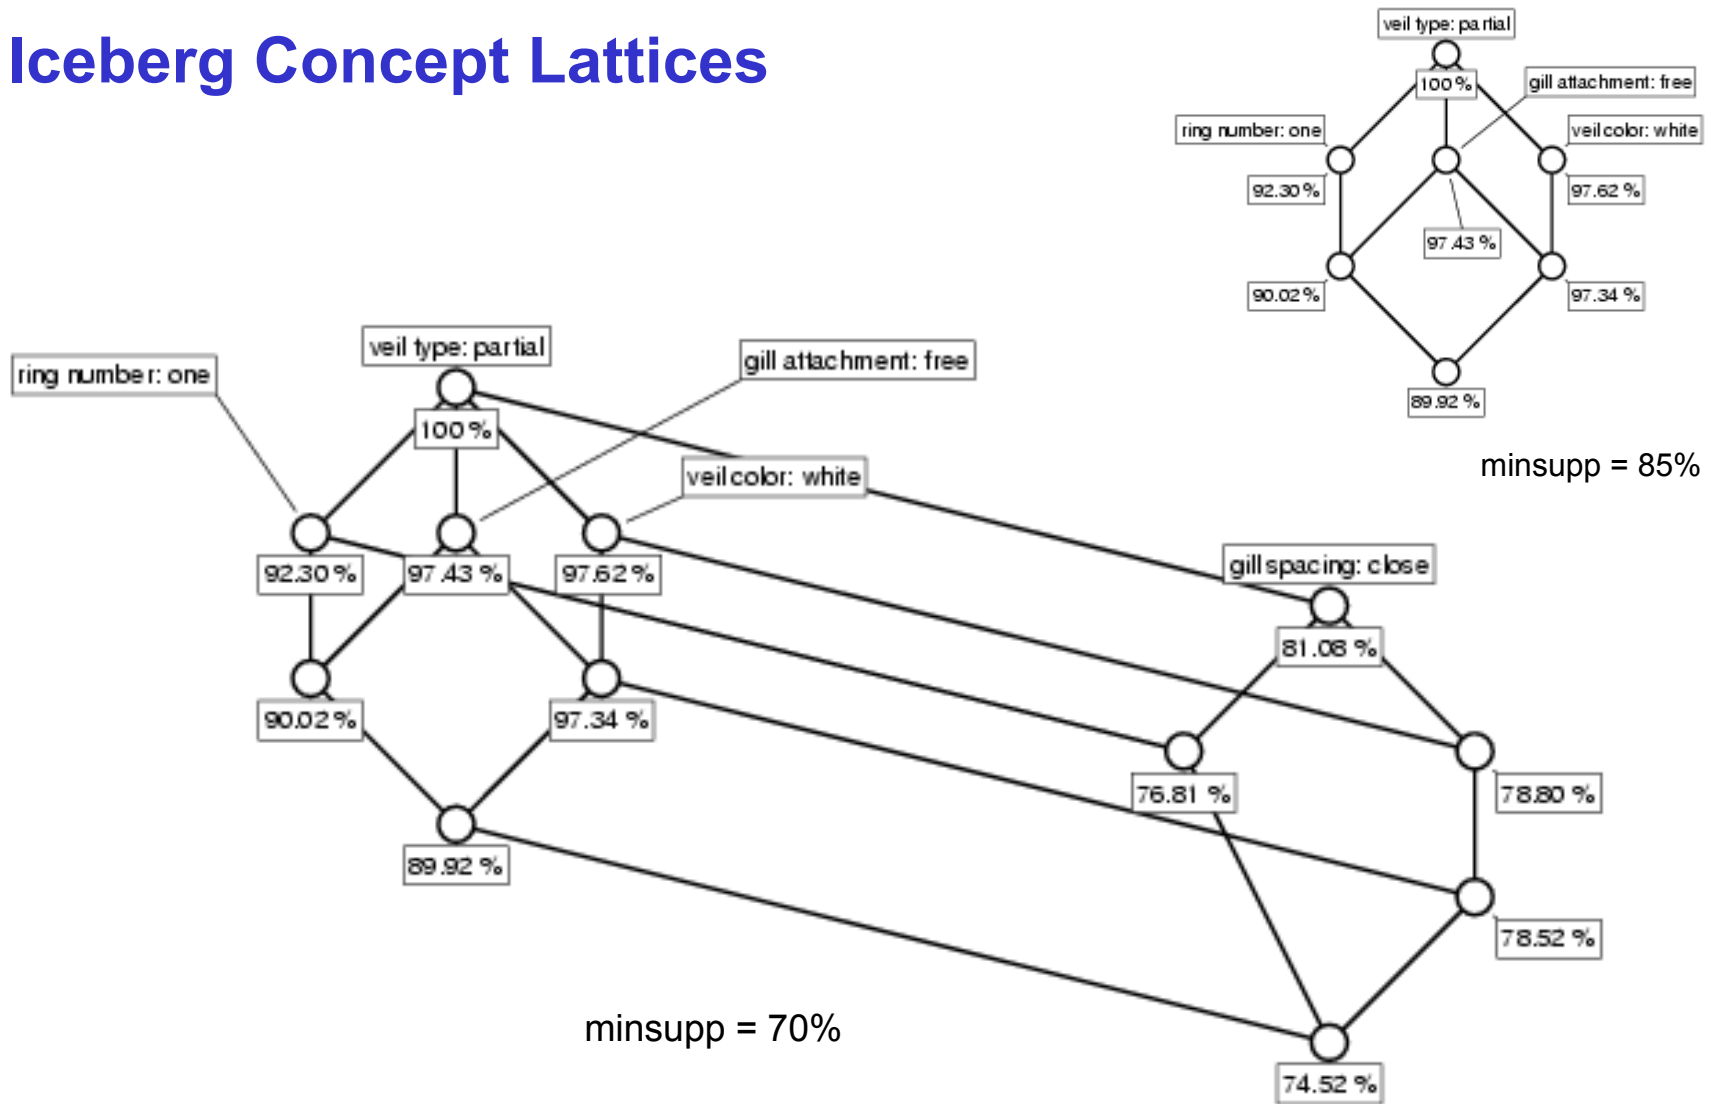 Iceberg Concept Lattices
veil type: partial
100 %
gill attachment: free
ring number: one
veil color: white
92.30 %
97.62 %
97.43 %
90.02 %
97.34 %
89.92 %
minsupp = 85%
veil type: partial
ring number: one
gill attachment: free
100 %
veil color: white
gill spacing: close
92.30 %
97.43 %
97.62 %
81.08 %
90.02 %
97.34 %
76.81 %
78.80 %
89.92 %
78.52 %
minsupp = 70%
74.52 %